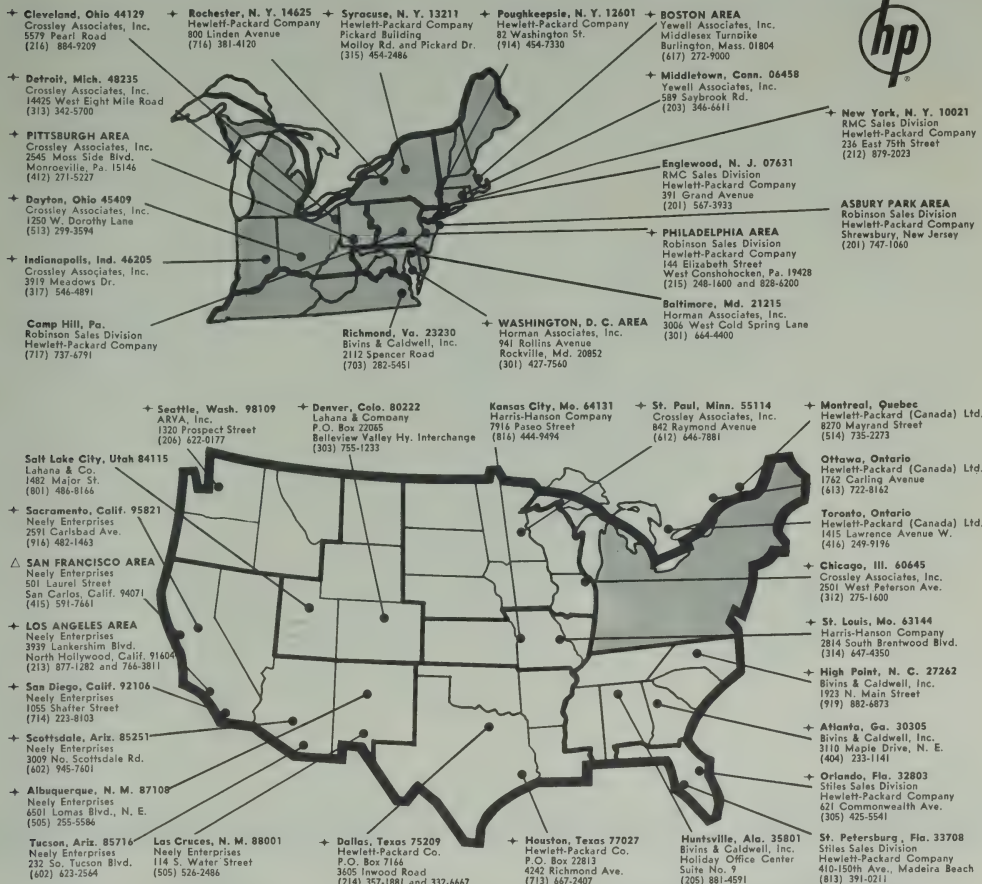 ✦ Cleveland, Ohio 44129
Crossley Associates, Inc.
5579 Pearl Road
(216) 884-9209
✦ Rochester, N. Y. 14625
Hewlett-Packard Company
800 Linden Avenue
(716) 381-4120
✦ Syracuse, N. Y. 13211
Hewlett-Packard Company
Pickard Building
Molloy Rd. and Pickard Dr.
(315) 454-2486
✦ Poughkeepsie, N. Y. 12601
Hewlett-Packard Company
82 Washington St.
(914) 454-7330
✦ BOSTON AREA
Yewell Associates, Inc.
Middlesex Turnpike
Burlington, Mass. 01804
(617) 272-9000
hp
®
✦ Detroit, Mich. 48235
Crossley Associates, Inc.
14425 West Eight Mile Road
(313) 342-5700
✦ Middletown, Conn. 06458
Yewell Associates, Inc.
589 Saybrook Rd.
(203) 346-6611
✦ New York, N. Y. 10021
RMC Sales Division
Hewlett-Packard Company
236 East 75th Street
(212) 879-2023
✦ PITTSBURGH AREA
Crossley Associates, Inc.
2545 Moss Side Blvd.
Monroeville, Pa. 15146
(412) 271-5227
Englewood, N. J. 07631
RMC Sales Division
Hewlett-Packard Company
391 Grand Avenue
(201) 567-3933
✦ Dayton, Ohio 45409
Crossley Associates, Inc.
1250 W. Dorothy Lane
(513) 299-3594
ASBURY PARK AREA
Robinson Sales Division
Hewlett-Packard Company
Shrewsbury, New Jersey
(201) 747-1060
✦ PHILADELPHIA AREA
Robinson Sales Division
Hewlett-Packard Company
144 Elizabeth Street
West Conshohocken, Pa. 19428
(215) 248-1600 and 828-6200
✦ Indianapolis, Ind. 46205
Crossley Associates, Inc.
3919 Meadows Dr.
(317) 546-4891
Baltimore, Md. 21215
Horman Associates, Inc.
3006 West Cold Spring Lane
(301) 664-4400
Camp Hill, Pa.
Robinson Sales Division
Hewlett-Packard Company
(717) 737-6791
Richmond, Va. 23230
Bivins & Caldwell, Inc.
2112 Spencer Road
(703) 282-5451
✦ WASHINGTON, D. C. AREA
Horman Associates, Inc.
941 Rollins Avenue
Rockville, Md. 20852
(301) 427-7560
✦ Seattle, Wash. 98109
ARVA, Inc.
1320 Prospect Street
(206) 622-0177
✦ Denver, Colo. 80222
Lahana & Company
P.O. Box 22065
Belleview Valley Hy. Interchange
(303) 755-1233
Kansas City, Mo. 64131
Harris-Hanson Company
7916 Paseo Street
(816) 444-9494
✦ St. Paul, Minn. 55114
Crossley Associates, Inc.
842 Raymond Avenue
(612) 646-7881
✦ Montreal, Quebec
Hewlett-Packard (Canada) Ltd.
8270 Mayrand Street
(514) 735-2273
Salt Lake City, Utah 84115
Lahana & Co.
1482 Major St.
(801) 486-8166
Ottawa, Ontario
Hewlett-Packard (Canada) Ltd.
1762 Carling Avenue
(613) 722-8162
✦ Sacramento, Calif. 95821
Neely Enterprises
2591 Carlsbad Ave.
(916) 482-1463
Toronto, Ontario
Hewlett-Packard (Canada) Ltd.
1415 Lawrence Avenue W.
(416) 249-9196
△ SAN FRANCISCO AREA
Neely Enterprises
501 Laurel Street
San Carlos, Calif. 94071
(415) 591-7661
✦ Chicago, Ill. 60645
Crossley Associates, Inc.
2501 West Peterson Ave.
(312) 275-1600
✦ LOS ANGELES AREA
Neely Enterprises
3939 Lankershim Blvd.
North Hollywood, Calif. 91604
(213) 877-1282 and 766-3811
✦ St. Louis, Mo. 63144
Harris-Hanson Company
2814 South Brentwood Blvd.
(314) 647-4350
✦ High Point, N. C. 27262
Bivins & Caldwell, Inc.
1923 N. Main Street
(919) 882-6873
✦ San Diego, Calif. 92106
Neely Enterprises
1055 Shafter Street
(714) 223-8103
✦ Atlanta, Ga. 30305
Bivins & Caldwell, Inc.
3110 Maple Drive, N. E.
(404) 233-1141
✦ Scottsdale, Ariz. 85251
Neely Enterprises
3009 No. Scottsdale Rd.
(602) 945-7601
✦ Orlando, Fla. 32803
Stiles Sales Division
Hewlett-Packard Company
621 Commonwealth Ave.
(305) 425-5541
✦ Albuquerque, N. M. 87108
Neely Enterprises
6501 Lomas Blvd., N. E.
(505) 255-5586
Tucson, Ariz. 85716
Neely Enterprises
232 So. Tucson Blvd.
(602) 623-2564
Las Cruces, N. M. 88001
Neely Enterprises
114 S. Water Street
(505) 526-2486
✦ Dallas, Texas 75209
Hewlett-Packard Co.
P.O. Box 7166
3605 Inwood Road
(214) 357-1881 and 332-6667
✦ Houston, Texas 77027
Hewlett-Packard Co.
P.O. Box 22813
4242 Richmond Ave.
(713) 667-2407
Huntsville, Ala. 35801
Bivins & Caldwell, Inc.
Holiday Office Center
Suite No. 9
(205) 881-4591
St. Petersburg, Fla. 33708
Stiles Sales Division
Hewlett-Packard Company
410-150th Ave., Madeira Beach
(813) 391-0211